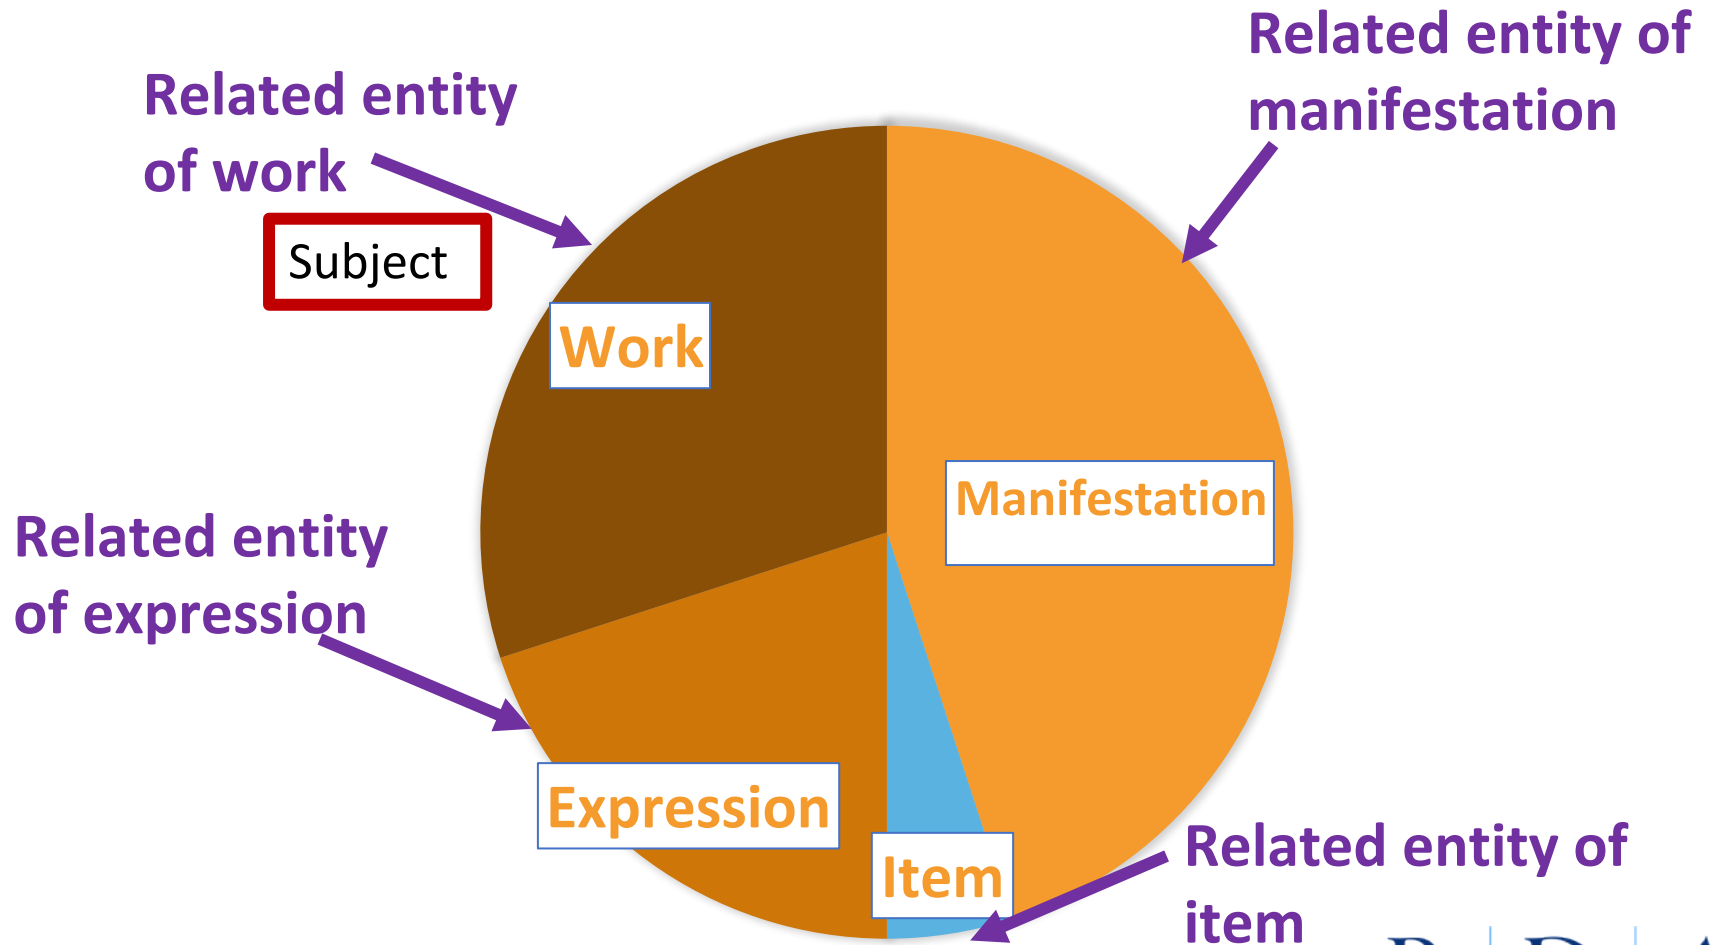 Related entity of
manifestation
Related entity
of work
Subject
Work
Manifestation
Related entity
of expression
Expression
Item
Related entity of
item
R D A